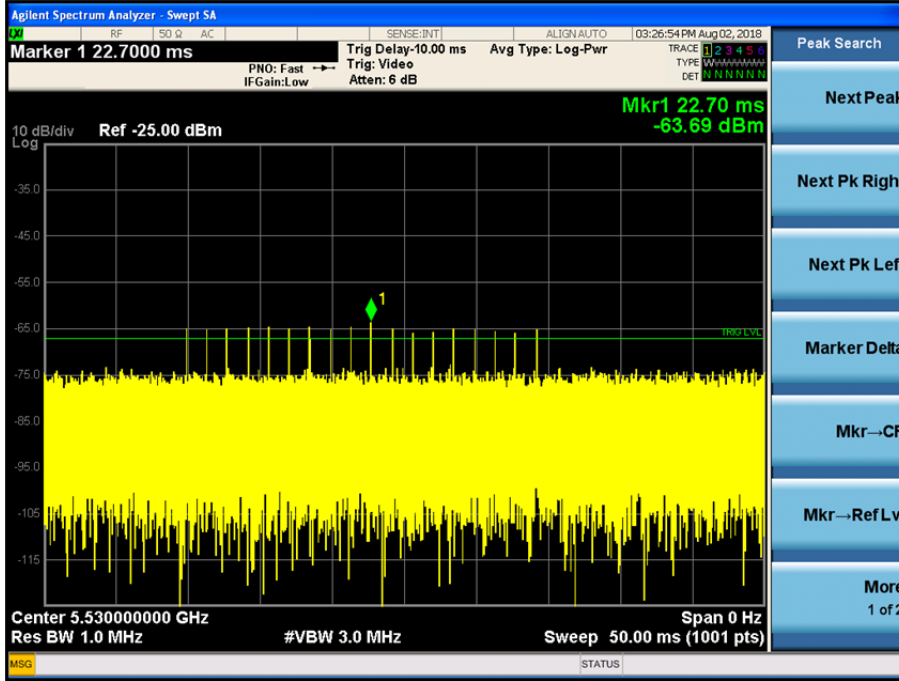 Agilent Spectrum Analyzer - Swept SA
LXI RF 50 Ω AC SENSE:INT ALIGN AUTO 03:26:54 PM Aug 02, 2018
Marker 1 22.7000 ms
PNO: Fast
IFGain:Low
Trig Delay-10.00 ms
Trig: Video
Atten: 6 dB
Avg Type: Log-Pwr
TRACE 1 2 3 4 5 6
TYPE W
DET N N N N N N
Peak Search
Mkr1 22.70 ms
-63.69 dBm
10 dB/div Ref -25.00 dBm
Log
-35.0
-45.0
-55.0
-65.0
-75.0
-85.0
-95.0
-105
-115
1
TRIG LVL
Center 5.530000000 GHz
Span 0 Hz
Res BW 1.0 MHz
#VBW 3.0 MHz
Sweep 50.00 ms (1001 pts)
Next Peak
Next Pk Righ
Next Pk Lef
Marker Delta
Mkr→CF
Mkr→Ref Lv
More
1 of 2
MSG
STATUS